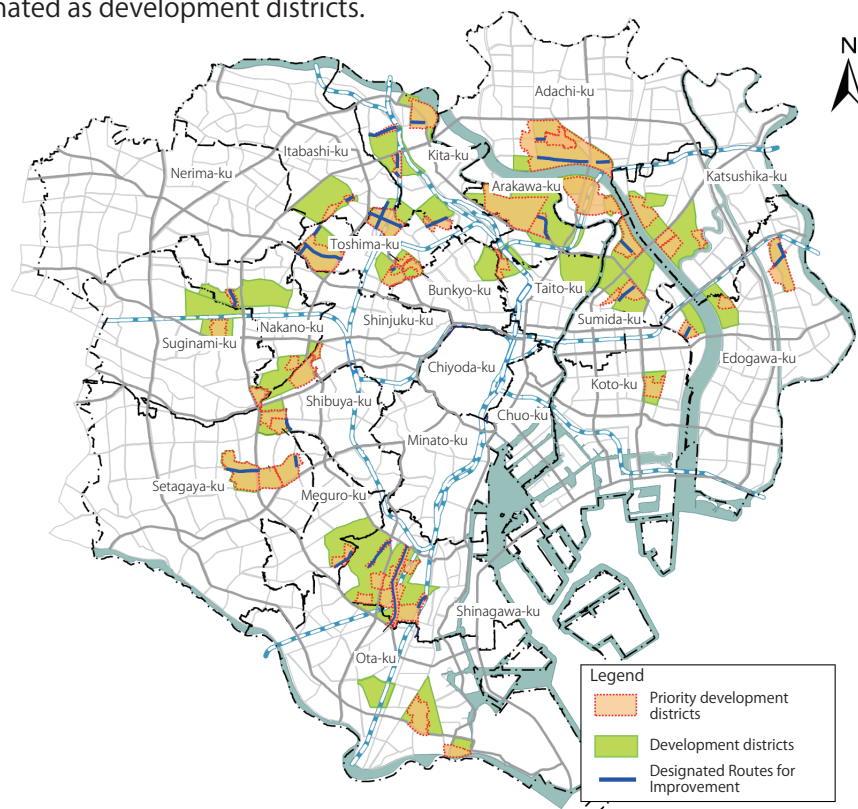 nated as development districts.
N
Adachi-ku
Itabashi-ku
Kita-ku
Nerima-ku
Katsushika-ku
Arakawa-ku
Toshima-ku
Bunkyo-ku
Taito-ku
Sumida-ku
Shinjuku-ku
Nakano-ku
Suginami-ku
Chiyoda-ku
Edogawa-ku
Koto-ku
Shibuya-ku
Chuo-ku
Minato-ku
Setagaya-ku
Meguro-ku
Shinagawa-ku
Ota-ku
Legend
Priority development
districts
Development districts
Designated Routes for
Improvement